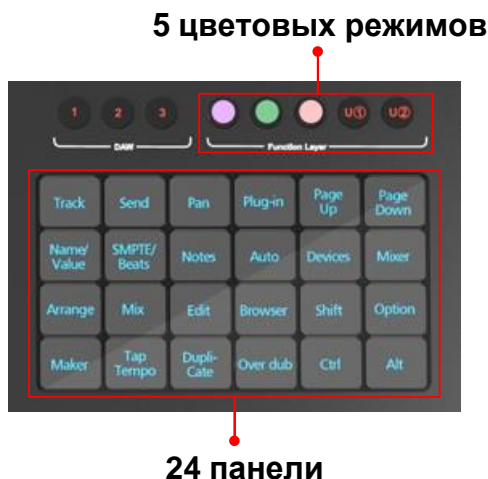 5 цветовых режимов
1 2 3 U① U②
DAW Function Layer
Track Send Pan Plug-in Page Up Page Down
Name/ Value SMPTE/ Beats Notes Auto Devices Mixer
Arrange Mix Edit Browser Shift Option
Maker Tap Tempo Dupli- Cate Over dub Ctrl Alt
24 панели